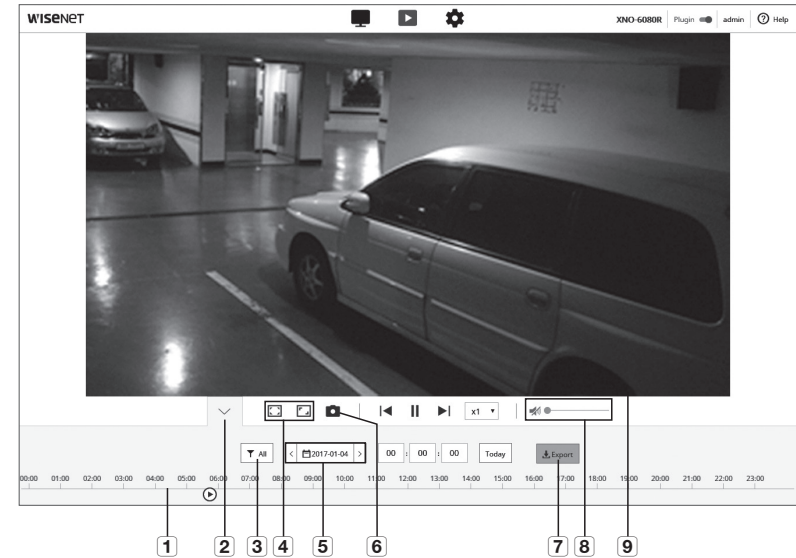 WISENET XNO-6080R Plugin admin ? Help
x1
All 2017-01-04 00 : 00 : 00 Today Export
00:00 01:00 02:00 03:00 04:00 05:00 06:00 07:00 08:00 09:00 10:00 11:00 12:00 13:00 14:00 15:00 16:00 17:00 18:00 19:00 20:00 21:00 22:00 23:00
1 2 3 4 5 6 7 8 9